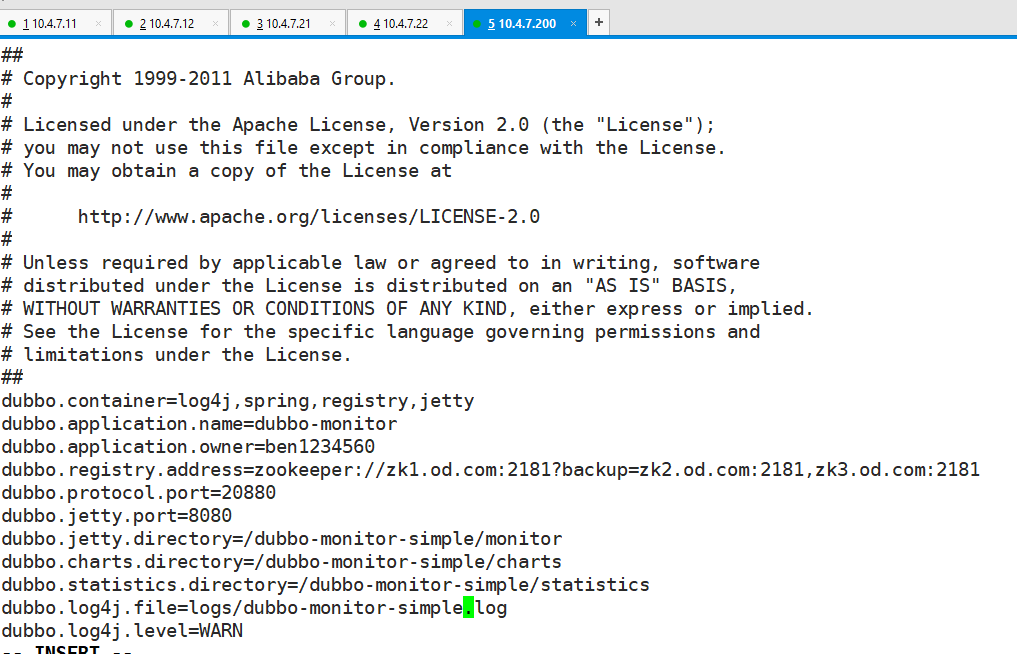 1 10.4.7.11 × 2 10.4.7.12 × 3 10.4.7.21 × 4 10.4.7.22 × 5 10.4.7.200 × +
##
# Copyright 1999-2011 Alibaba Group.
#
# Licensed under the Apache License, Version 2.0 (the "License");
# you may not use this file except in compliance with the License.
# You may obtain a copy of the License at
#
#      http://www.apache.org/licenses/LICENSE-2.0
#
# Unless required by applicable law or agreed to in writing, software
# distributed under the License is distributed on an "AS IS" BASIS,
# WITHOUT WARRANTIES OR CONDITIONS OF ANY KIND, either express or implied.
# See the License for the specific language governing permissions and
# limitations under the License.
##
dubbo.container=log4j,spring,registry,jetty
dubbo.application.name=dubbo-monitor
dubbo.application.owner=ben1234560
dubbo.registry.address=zookeeper://zk1.od.com:2181?backup=zk2.od.com:2181,zk3.od.com:2181
dubbo.protocol.port=20880
dubbo.jetty.port=8080
dubbo.jetty.directory=/dubbo-monitor-simple/monitor
dubbo.charts.directory=/dubbo-monitor-simple/charts
dubbo.statistics.directory=/dubbo-monitor-simple/statistics
dubbo.log4j.file=logs/dubbo-monitor-simple.log
dubbo.log4j.level=WARN
-- INSERT --